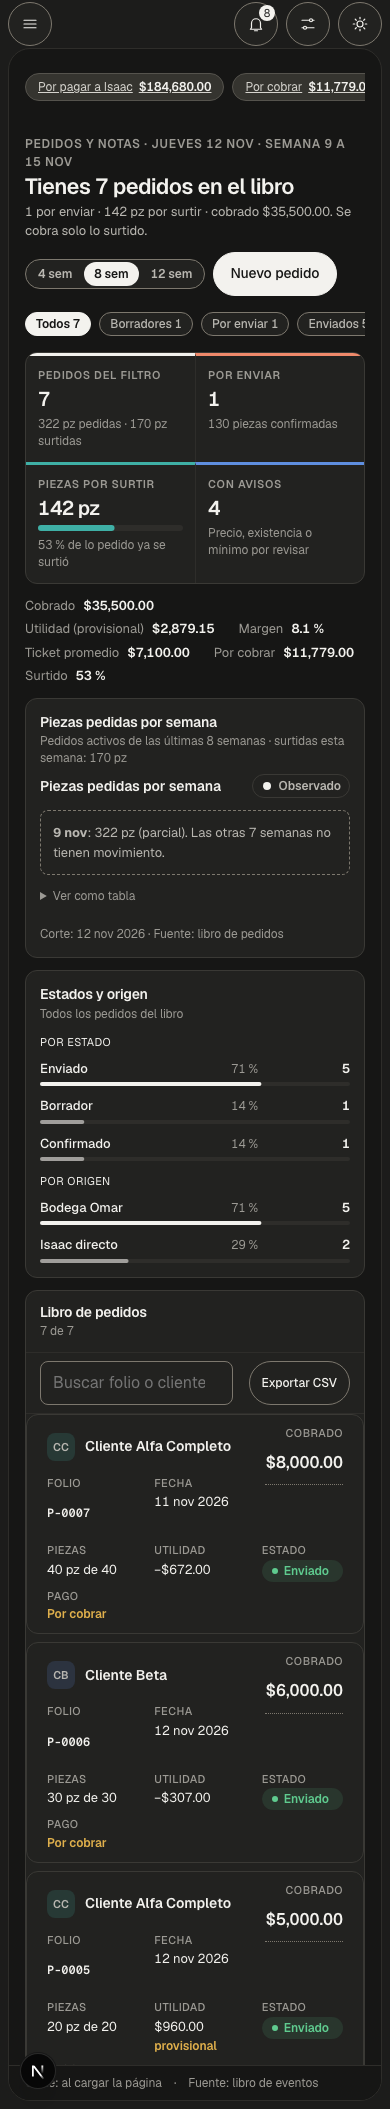 8
Por pagar a Isaac $184,680.00
Por cobrar $11,779.0
PEDIDOS Y NOTAS · JUEVES 12 NOV · SEMANA 9 A
15 NOV
Tienes 7 pedidos en el libro
1 por enviar · 142 pz por surtir · cobrado $35,500.00. Se
cobra solo lo surtido.
4 sem 8 sem 12 sem Nuevo pedido
Todos 7 Borradores 1 Por enviar 1 Enviados 5
PEDIDOS DEL FILTRO
7
322 pz pedidas · 170 pz
surtidas
POR ENVIAR
1
130 piezas confirmadas
PIEZAS POR SURTIR
142 pz
53 % de lo pedido ya se
surtió
CON AVISOS
4
Precio, existencia o
mínimo por revisar
Cobrado $35,500.00
Utilidad (provisional) $2,879.15 Margen 8.1 %
Ticket promedio $7,100.00 Por cobrar $11,779.00
Surtido 53 %
Piezas pedidas por semana
Pedidos activos de las últimas 8 semanas · surtidas esta
semana: 170 pz
Piezas pedidas por semana Observado
9 nov: 322 pz (parcial). Las otras 7 semanas no
tienen movimiento.
Ver como tabla
Corte: 12 nov 2026 · Fuente: libro de pedidos
Estados y origen
Todos los pedidos del libro
POR ESTADO
Enviado 71 % 5
Borrador 14 % 1
Confirmado 14 % 1
POR ORIGEN
Bodega Omar 71 % 5
Isaac directo 29 % 2
Libro de pedidos
7 de 7
Buscar folio o cliente Exportar CSV
CC Cliente Alfa Completo
COBRADO
$8,000.00
FOLIO
P-0007
FECHA
11 nov 2026
PIEZAS
40 pz de 40
UTILIDAD
−$672.00
ESTADO
Enviado
PAGO
Por cobrar
CB Cliente Beta
COBRADO
$6,000.00
FOLIO
P-0006
FECHA
12 nov 2026
PIEZAS
30 pz de 30
UTILIDAD
−$307.00
ESTADO
Enviado
PAGO
Por cobrar
CC Cliente Alfa Completo
COBRADO
$5,000.00
FOLIO
P-0005
FECHA
12 nov 2026
PIEZAS
20 pz de 20
UTILIDAD
$960.00
provisional
ESTADO
Enviado
N
al cargar la página · Fuente: libro de eventos